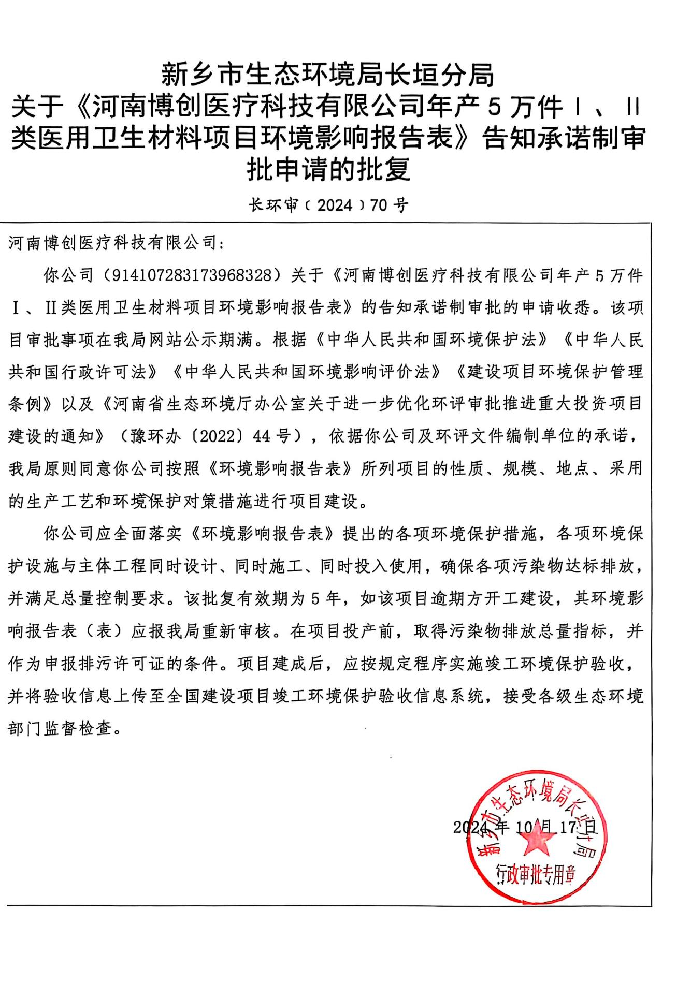 新乡市生态环境局长垣分局
关于《河南博创医疗科技有限公司年产5万件Ⅰ、Ⅱ
类医用卫生材料项目环境影响报告表》告知承诺制审
批申请的批复
长环审﹝2024﹞70号
河南博创医疗科技有限公司：
你公司（914107283173968328）关于《河南博创医疗科技有限公司年产5万件
Ⅰ、Ⅱ类医用卫生材料项目环境影响报告表》的告知承诺制审批的申请收悉。该项
目审批事项在我局网站公示期满。根据《中华人民共和国环境保护法》《中华人民
共和国行政许可法》《中华人民共和国环境影响评价法》《建设项目环境保护管理
条例》以及《河南省生态环境厅办公室关于进一步优化环评审批推进重大投资项目
建设的通知》（豫环办〔2022〕44号），依据你公司及环评文件编制单位的承诺，
我局原则同意你公司按照《环境影响报告表》所列项目的性质、规模、地点、采用
的生产工艺和环境保护对策措施进行项目建设。
你公司应全面落实《环境影响报告表》提出的各项环境保护措施，各项环境保
护设施与主体工程同时设计、同时施工、同时投入使用，确保各项污染物达标排放，
并满足总量控制要求。该批复有效期为5年，如该项目逾期方开工建设，其环境影
响报告表（表）应报我局重新审核。在项目投产前，取得污染物排放总量指标，并
作为申报排污许可证的条件。项目建成后，应按规定程序实施竣工环境保护验收，
并将验收信息上传至全国建设项目竣工环境保护验收信息系统，接受各级生态环境
部门监督检查。
新乡市生态环境局长垣分局
2024年10月17日
行政审批专用章